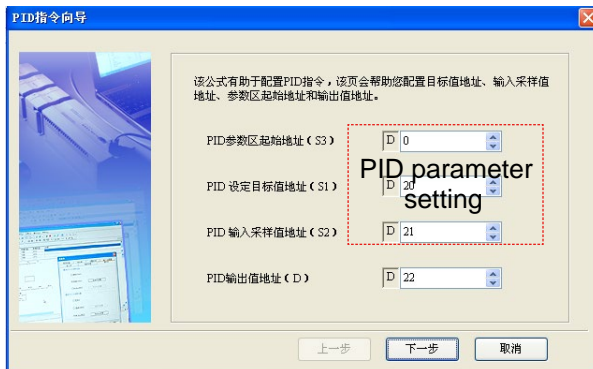 PID指令向导
该公式有助于配置PID指令，该页会帮助您配置目标值地址、输入采样值
地址、参数区起始地址和输出值地址。
PID参数区起始地址(S3) D 0
PID 设定目标值地址(S1) D 20
PID parameter
setting
PID 输入采样值地址(S2) D 21
PID输出值地址(D) D 22
上一步 下一步 取消